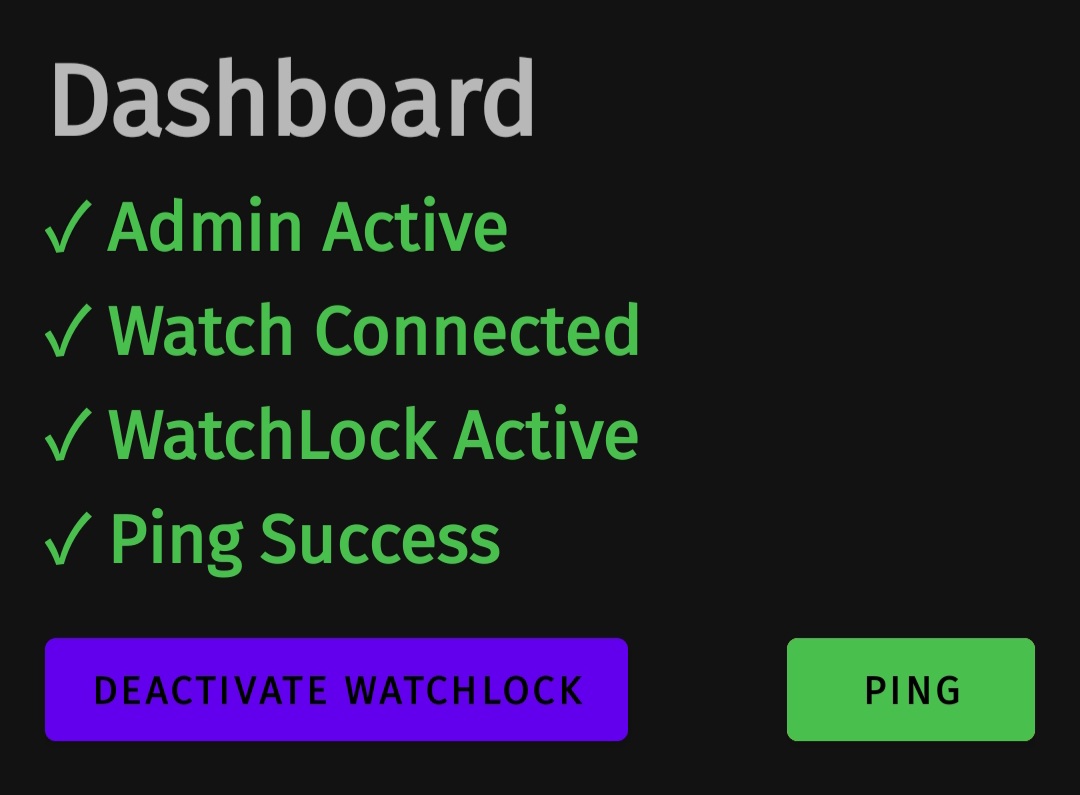 Dashboard
✓ Admin Active
✓ Watch Connected
✓ WatchLock Active
✓ Ping Success
DEACTIVATE WATCHLOCK
PING